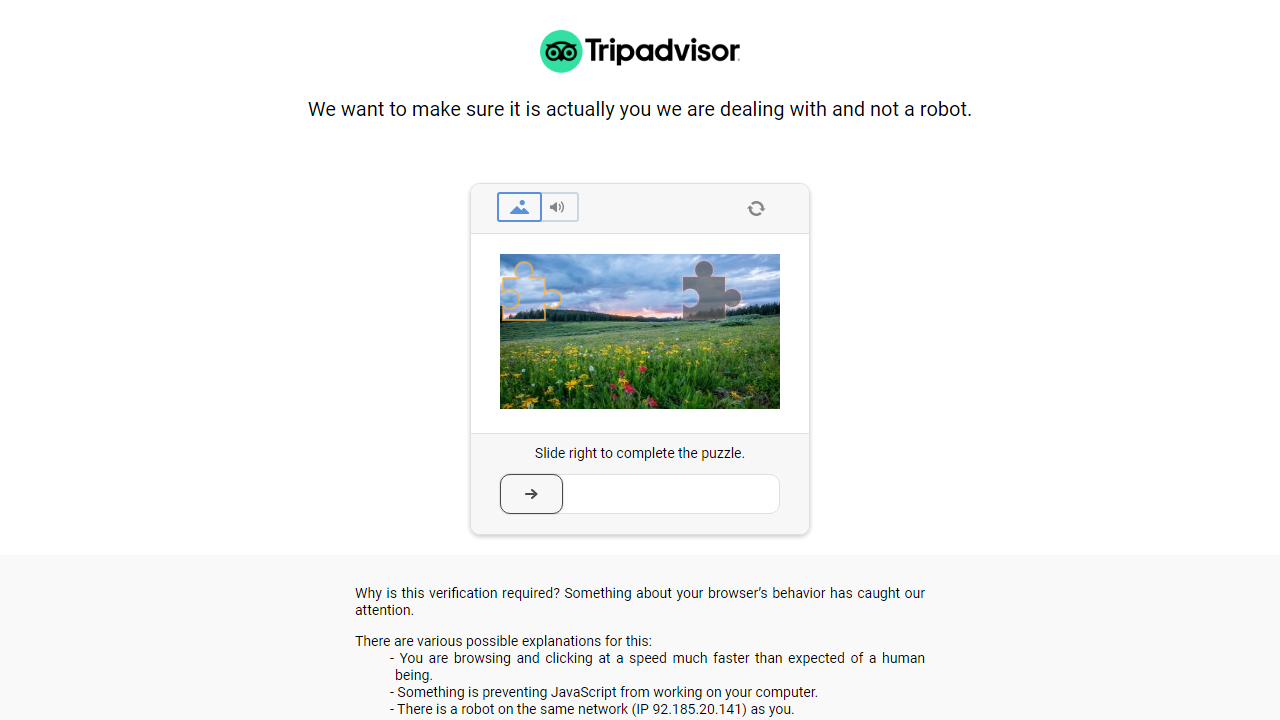 Tripadvisor
We want to make sure it is actually you we are dealing with and not a robot.
Slide right to complete the puzzle.
Why is this verification required? Something about your browser's behavior has caught our
attention.
There are various possible explanations for this:
- You are browsing and clicking at a speed much faster than expected of a human
being.
- Something is preventing JavaScript from working on your computer.
- There is a robot on the same network (IP 92.185.20.141) as you.